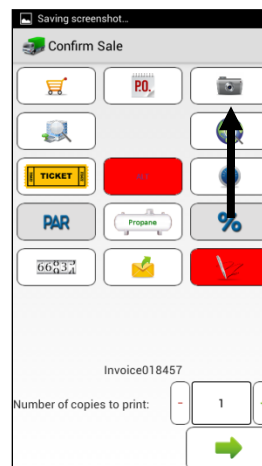 Saving screenshot...
Confirm Sale
P.O.
TICKET
PAR
Propane
%
Invoice018457
Number of copies to print:
-
1